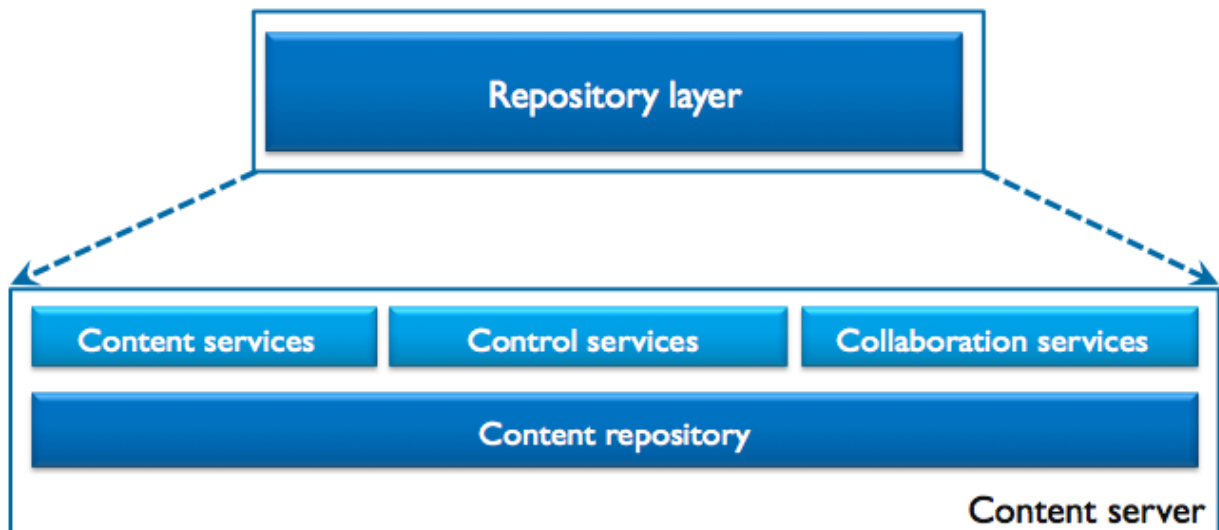 Repository layer
Content services
Control services
Collaboration services
Content repository
Content server